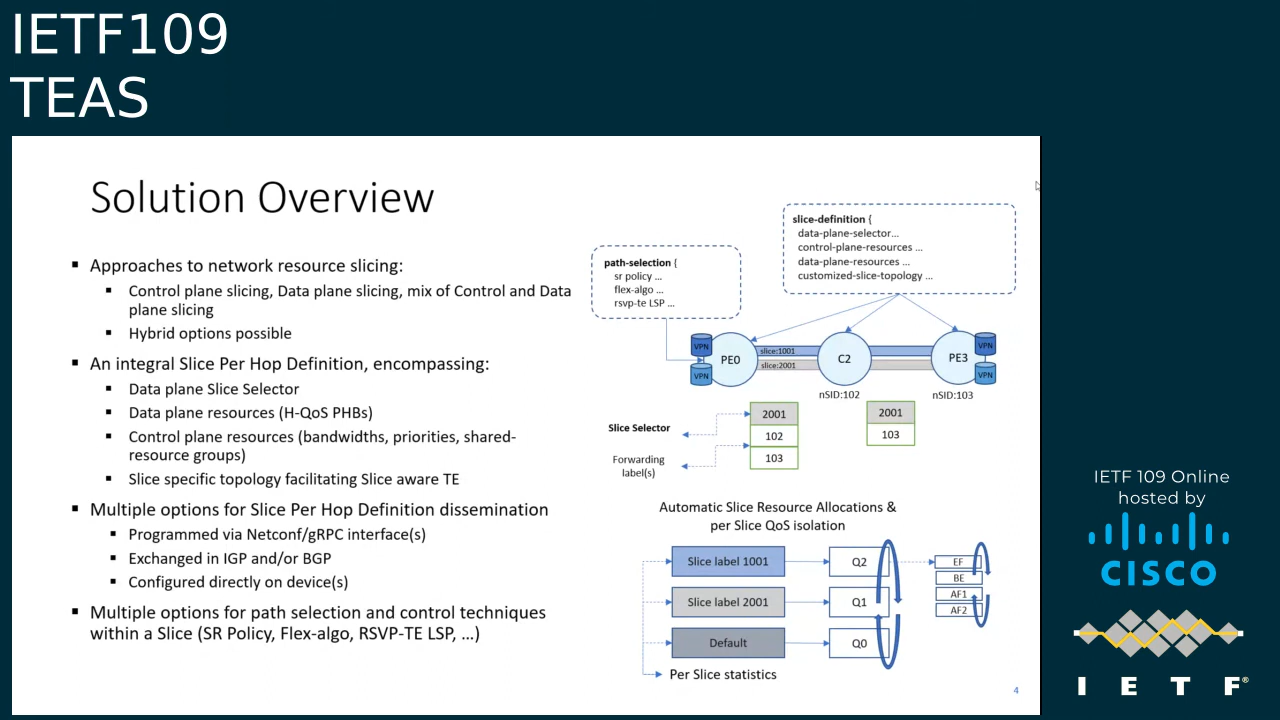 IETF109
TEAS
Solution Overview
▪ Approaches to network resource slicing:
▪ Control plane slicing, Data plane slicing, mix of Control and Data
plane slicing
▪ Hybrid options possible
▪ An integral Slice Per Hop Definition, encompassing:
▪ Data plane Slice Selector
▪ Data plane resources (H-QoS PHBs)
▪ Control plane resources (bandwidths, priorities, shared-
resource groups)
▪ Slice specific topology facilitating Slice aware TE
▪ Multiple options for Slice Per Hop Definition dissemination
▪ Programmed via Netconf/gRPC interface(s)
▪ Exchanged in IGP and/or BGP
▪ Configured directly on device(s)
▪ Multiple options for path selection and control techniques
within a Slice (SR Policy, Flex-algo, RSVP-TE LSP, ...)
path-selection {
sr policy ...
flex-algo ...
rsvp-te LSP ...
slice-definition {
data-plane-selector...
control-plane-resources ...
data-plane-resources ...
customized-slice-topology ...
VPN
VPN
PE0
slice:1001
slice:2001
C2
PE3
VPN
VPN
nSID:102
nSID:103
Slice Selector
Forwarding
label(s)
2001
102
103
2001
103
Automatic Slice Resource Allocations &
per Slice QoS isolation
Slice label 1001
Q2
Slice label 2001
Q1
Default
Q0
EF
BE
AF1
AF2
Per Slice statistics
4
IETF 109 Online
hosted by
CISCO
I E T F®